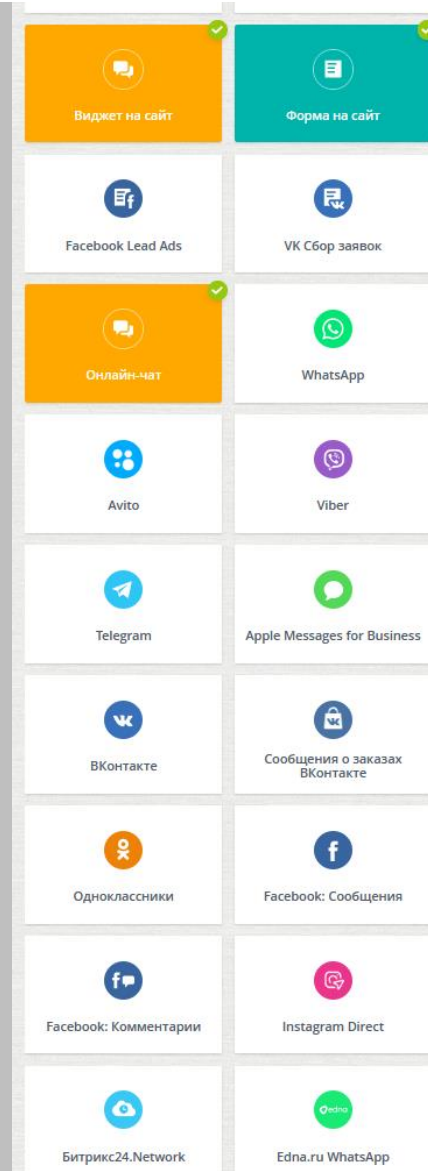 Виджет на сайт
Форма на сайт
Facebook Lead Ads
VK Сбор заявок
Онлайн-чат
WhatsApp
Avito
Viber
Telegram
Apple Messages for Business
ВКонтакте
Сообщения о заказах
ВКонтакте
Одноклассники
Facebook: Сообщения
Facebook: Комментарии
Instagram Direct
edna
Битрикс24.Network
Edna.ru WhatsApp